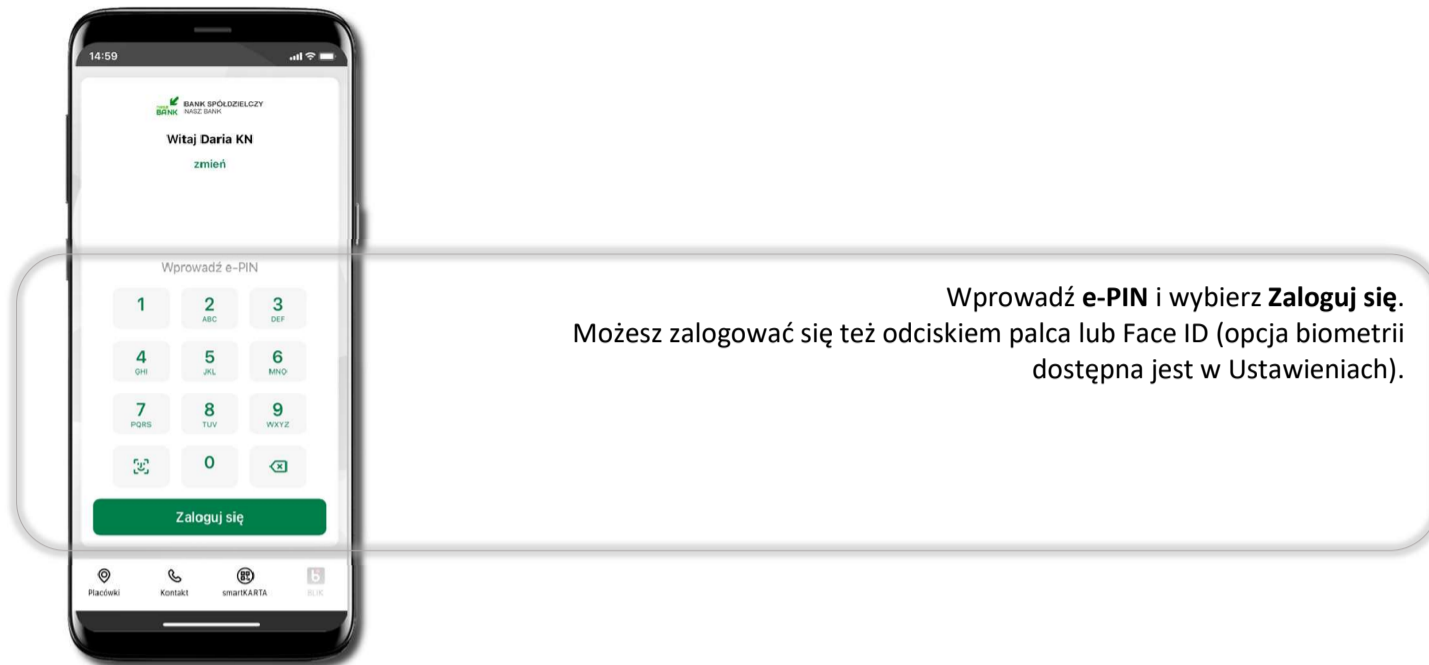 14:59
TWÓJ BANK BANK SPÓŁDZIELCZY
NASZ BANK
Witaj Daria KN
zmień
Wprowadź e-PIN
1 2 3
ABC DEF
4 5 6
GHI JKL MNO
7 8 9
PQRS TUV WXYZ
0
Zaloguj się
Placówki Kontakt smartKARTA BLIK
Wprowadź e-PIN i wybierz Zaloguj się.
Możesz zalogować się też odciskiem palca lub Face ID (opcja biometrii
dostępna jest w Ustawieniach).